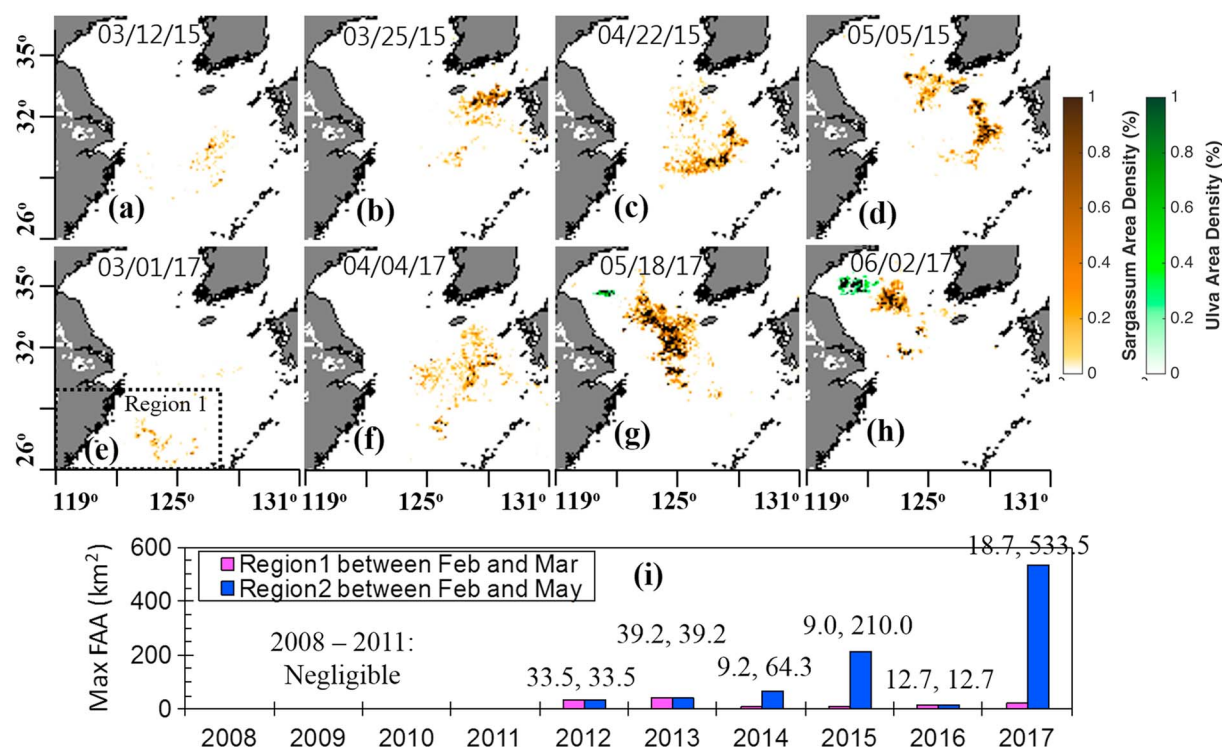 03/12/15 03/25/15 04/22/15 05/05/15
35°
32°
26°
(a) (b) (c) (d)
03/01/17 04/04/17 05/18/17 06/02/17
35°
32°
26°
Region 1
(e) (f) (g) (h)
119° 125° 131° 119° 125° 131° 119° 125° 131° 119° 125° 131°
1
0.8
0.6
0.4
0.2
0
Sargassum Area Density (%)
1
0.8
0.6
0.4
0.2
0
Ulva Area Density (%)
Max FAA (km²)
600
400
200
0
Region1 between Feb and Mar
Region2 between Feb and May
(i)
2008 – 2011:
Negligible
33.5, 33.5
39.2, 39.2
9.2, 64.3
9.0, 210.0
12.7, 12.7
18.7, 533.5
2008 2009 2010 2011 2012 2013 2014 2015 2016 2017